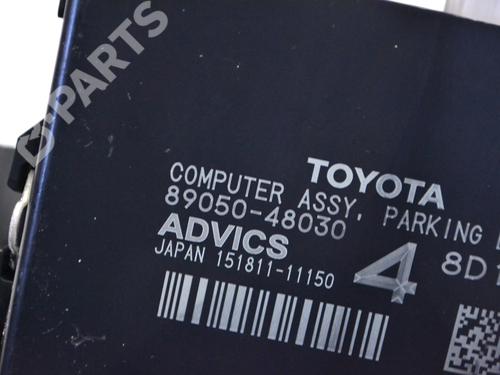 B-PARTS
TOYOTA
COMPUTER ASSY, PARKING
89050-48030
ADVICS
JAPAN 151811-11150
4
8D